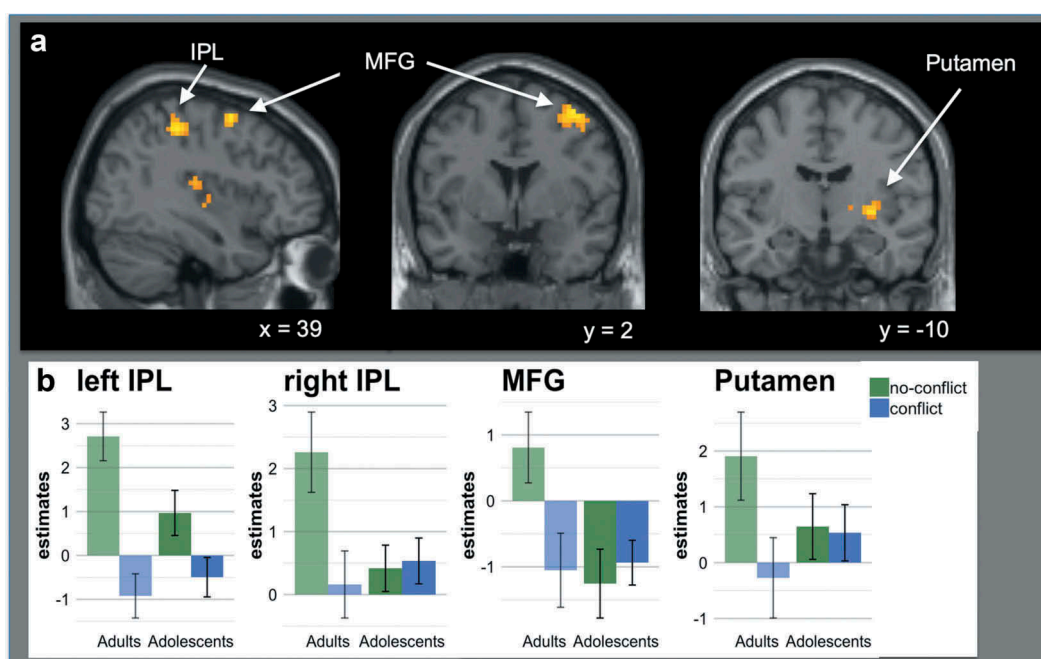 a
IPL
MFG
Putamen
x = 39
y = 2
y = -10
b
left IPL
right IPL
MFG
Putamen
no-conflict
conflict
estimates
3
2
1
0
-1
Adults Adolescents
estimates
3
2
1
0
Adults Adolescents
estimates
1
0
-1
Adults Adolescents
estimates
2
1
0
-1
Adults Adolescents